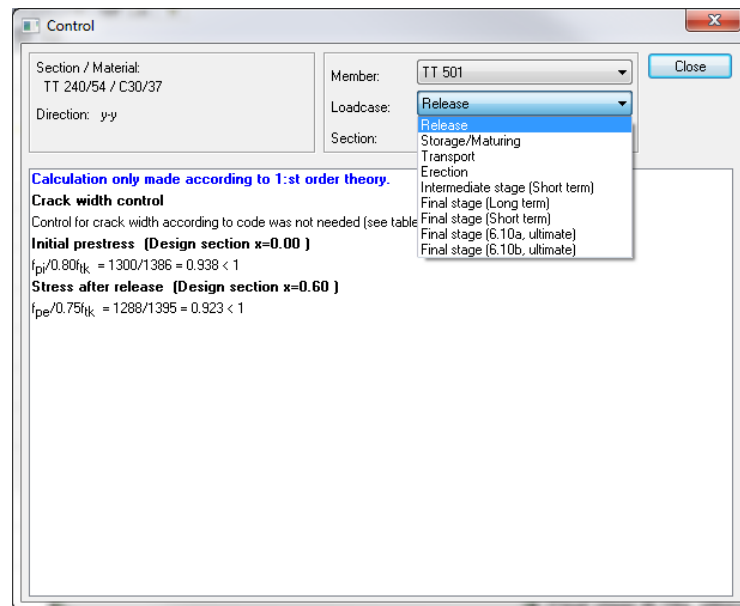 Control
Section / Material:
TT 240/54 / C30/37
Direction: y-y
Member:
TT 501
Close
Loadcase:
Release
Section:
Release
Storage/Maturing
Transport
Erection
Intermediate stage (Short term)
Final stage (Long term)
Final stage (Short term)
Final stage (6.10a, ultimate)
Final stage (6.10b, ultimate)
Calculation only made according to 1:st order theory.
Crack width control
Control for crack width according to code was not needed (see table
Initial prestress (Design section x=0.00 )
fpi/0.80ftk = 1300/1386 = 0.938 < 1
Stress after release (Design section x=0.60 )
fpe/0.75ftk = 1288/1395 = 0.923 < 1